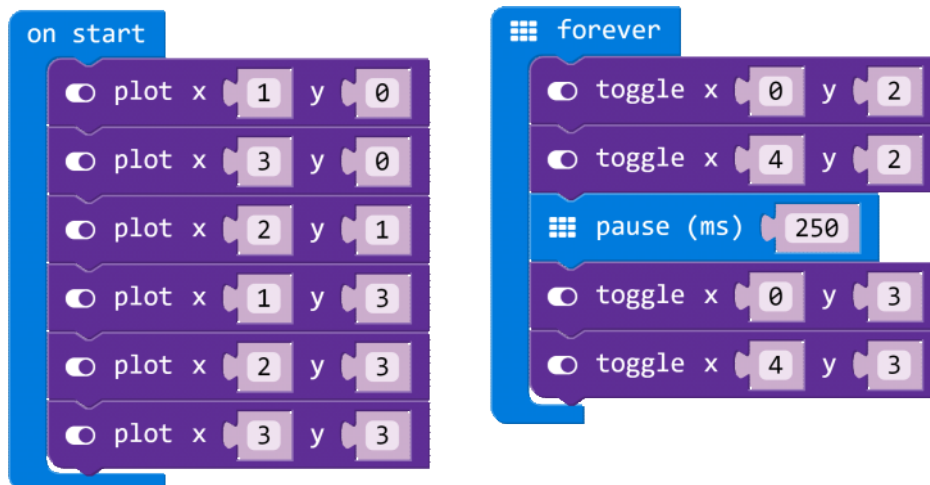 on start
plot x 1 y 0
plot x 3 y 0
plot x 2 y 1
plot x 1 y 3
plot x 2 y 3
plot x 3 y 3
forever
toggle x 0 y 2
toggle x 4 y 2
pause (ms) 250
toggle x 0 y 3
toggle x 4 y 3